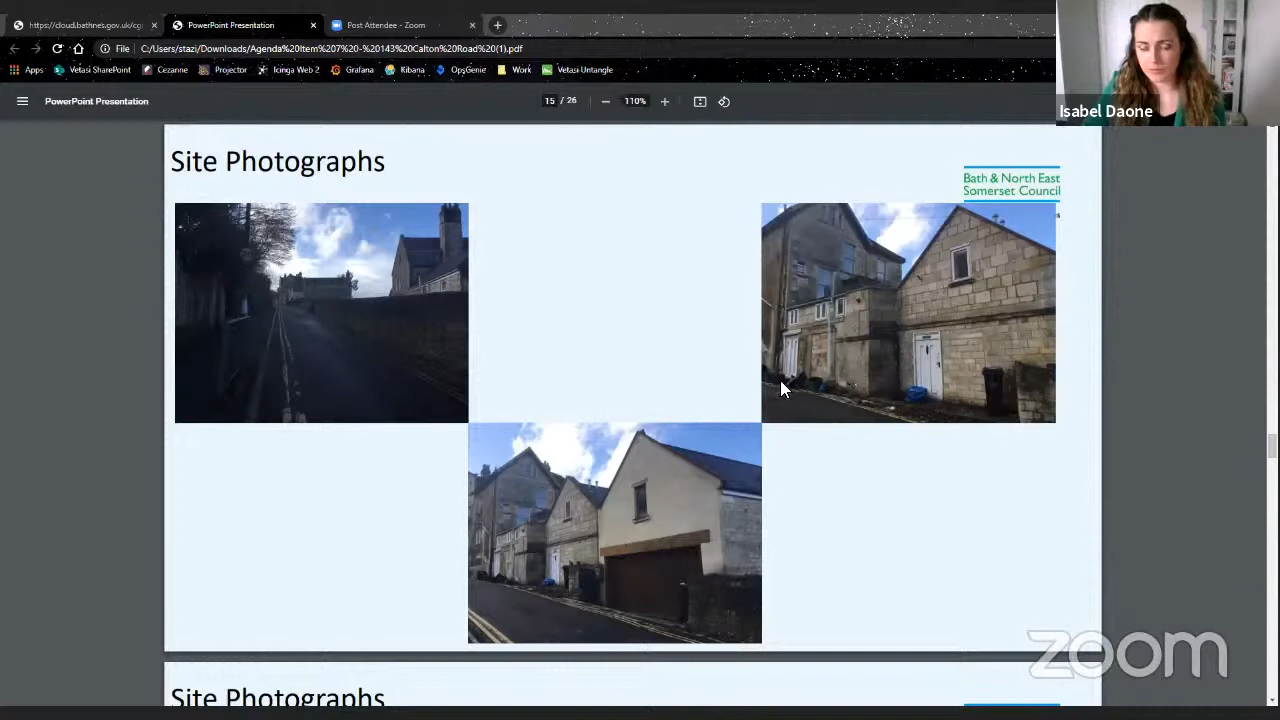 https://cloud.bathnes.gov.uk/cg
PowerPoint Presentation
Post Attendee - Zoom
File
C:/Users/stazi/Downloads/Agenda%20Item%207%20-%20143%20Calton%20Road%20(1).pdf
Apps
Vetasi SharePoint
Cezanne
Projector
Icinga Web 2
Grafana
Kibana
OpsGenie
Work
Vetasi Untangle
PowerPoint Presentation
15 / 26
110%
Isabel Daone
Site Photographs
Bath & North East
Somerset Council
zoom
Site Photographs